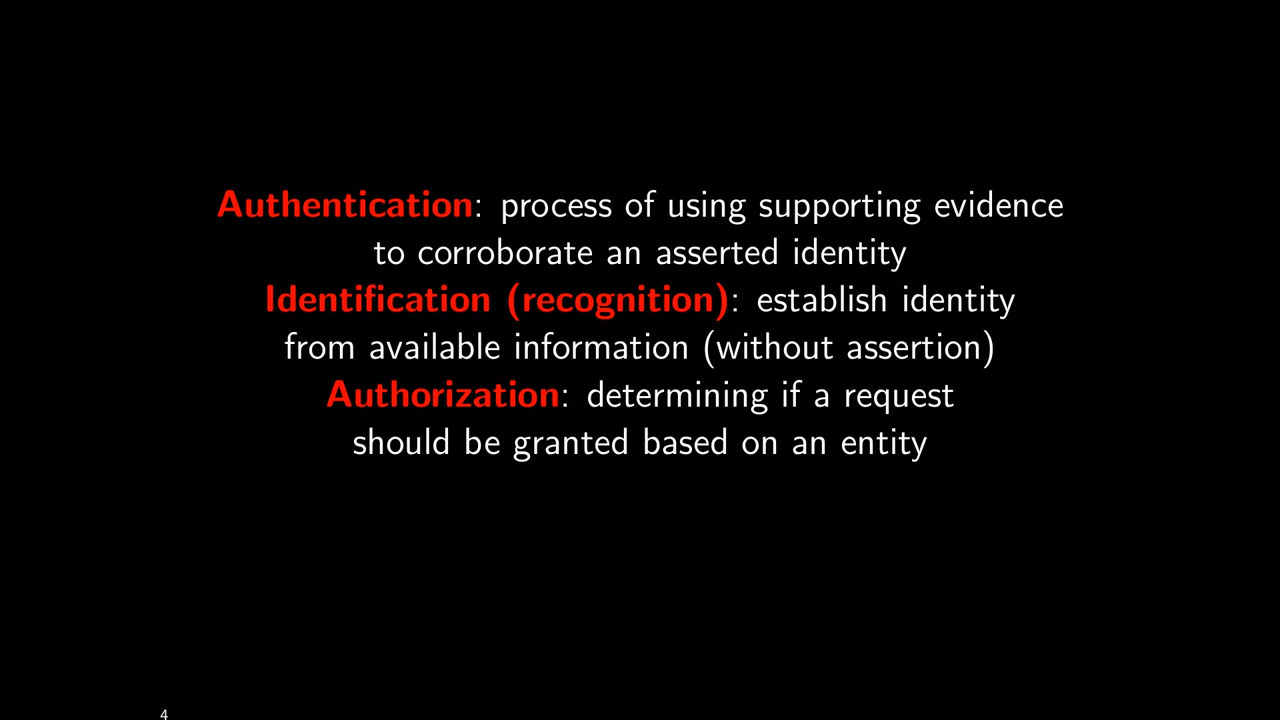 Authentication: process of using supporting evidence
to corroborate an asserted identity
Identification (recognition): establish identity
from available information (without assertion)
Authorization: determining if a request
should be granted based on an entity
4